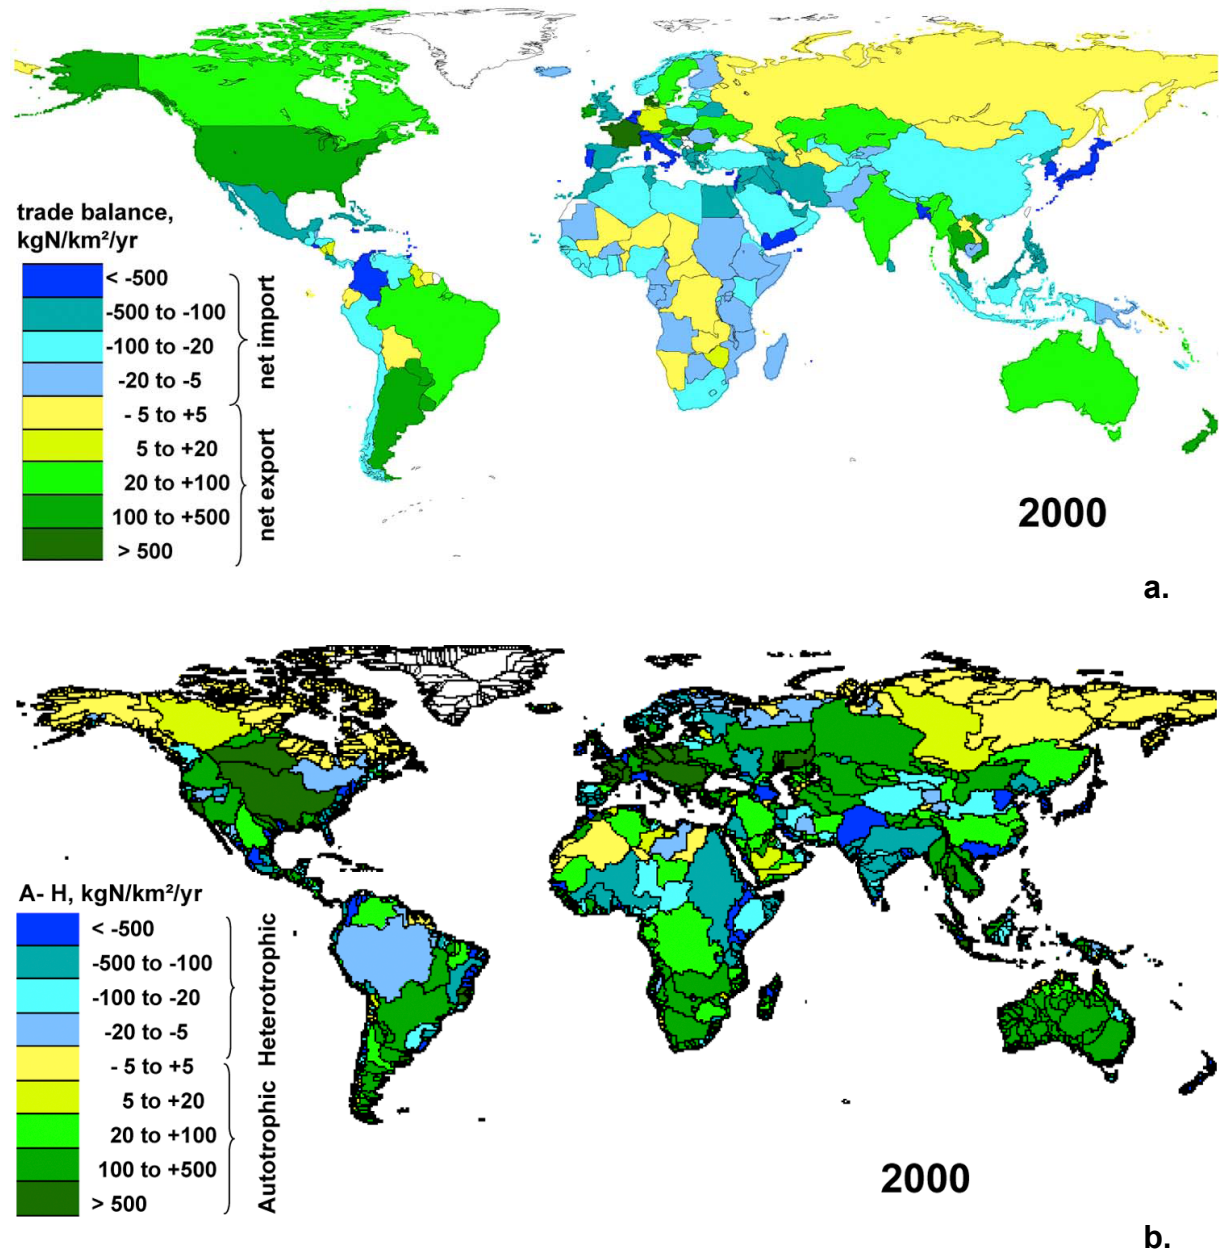 trade balance,
kgN/km²/yr
< -500
-500 to -100
-100 to -20
-20 to -5
- 5 to +5
5 to +20
20 to +100
100 to +500
> 500
net import
net export
2000
a.
A- H, kgN/km²/yr
< -500
-500 to -100
-100 to -20
-20 to -5
- 5 to +5
5 to +20
20 to +100
100 to +500
> 500
Heterotrophic
Autotrophic
2000
b.